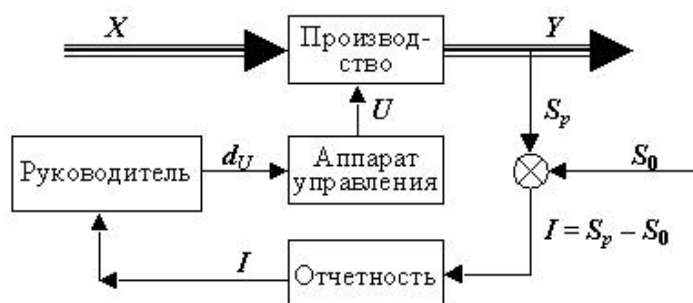 X
Производ-
ство
Y
U
S_p
Руководитель
d_U
Аппарат
управления
S_0
I = S_p – S_0
I
Отчетность